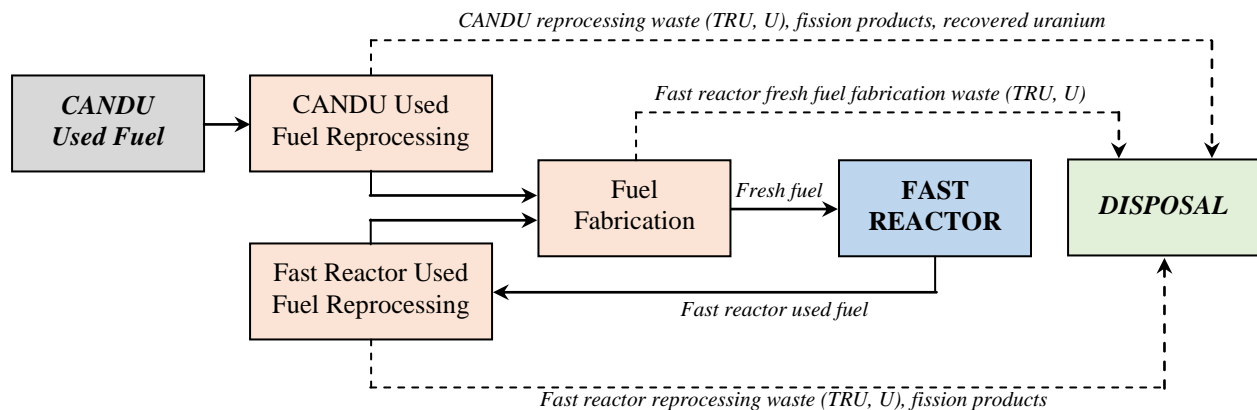 CANDU reprocessing waste (TRU, U), fission products, recovered uranium
CANDU
Used Fuel
CANDU Used
Fuel Reprocessing
Fast reactor fresh fuel fabrication waste (TRU, U)
Fuel
Fabrication
Fresh fuel
FAST
REACTOR
DISPOSAL
Fast Reactor Used
Fuel Reprocessing
Fast reactor used fuel
Fast reactor reprocessing waste (TRU, U), fission products